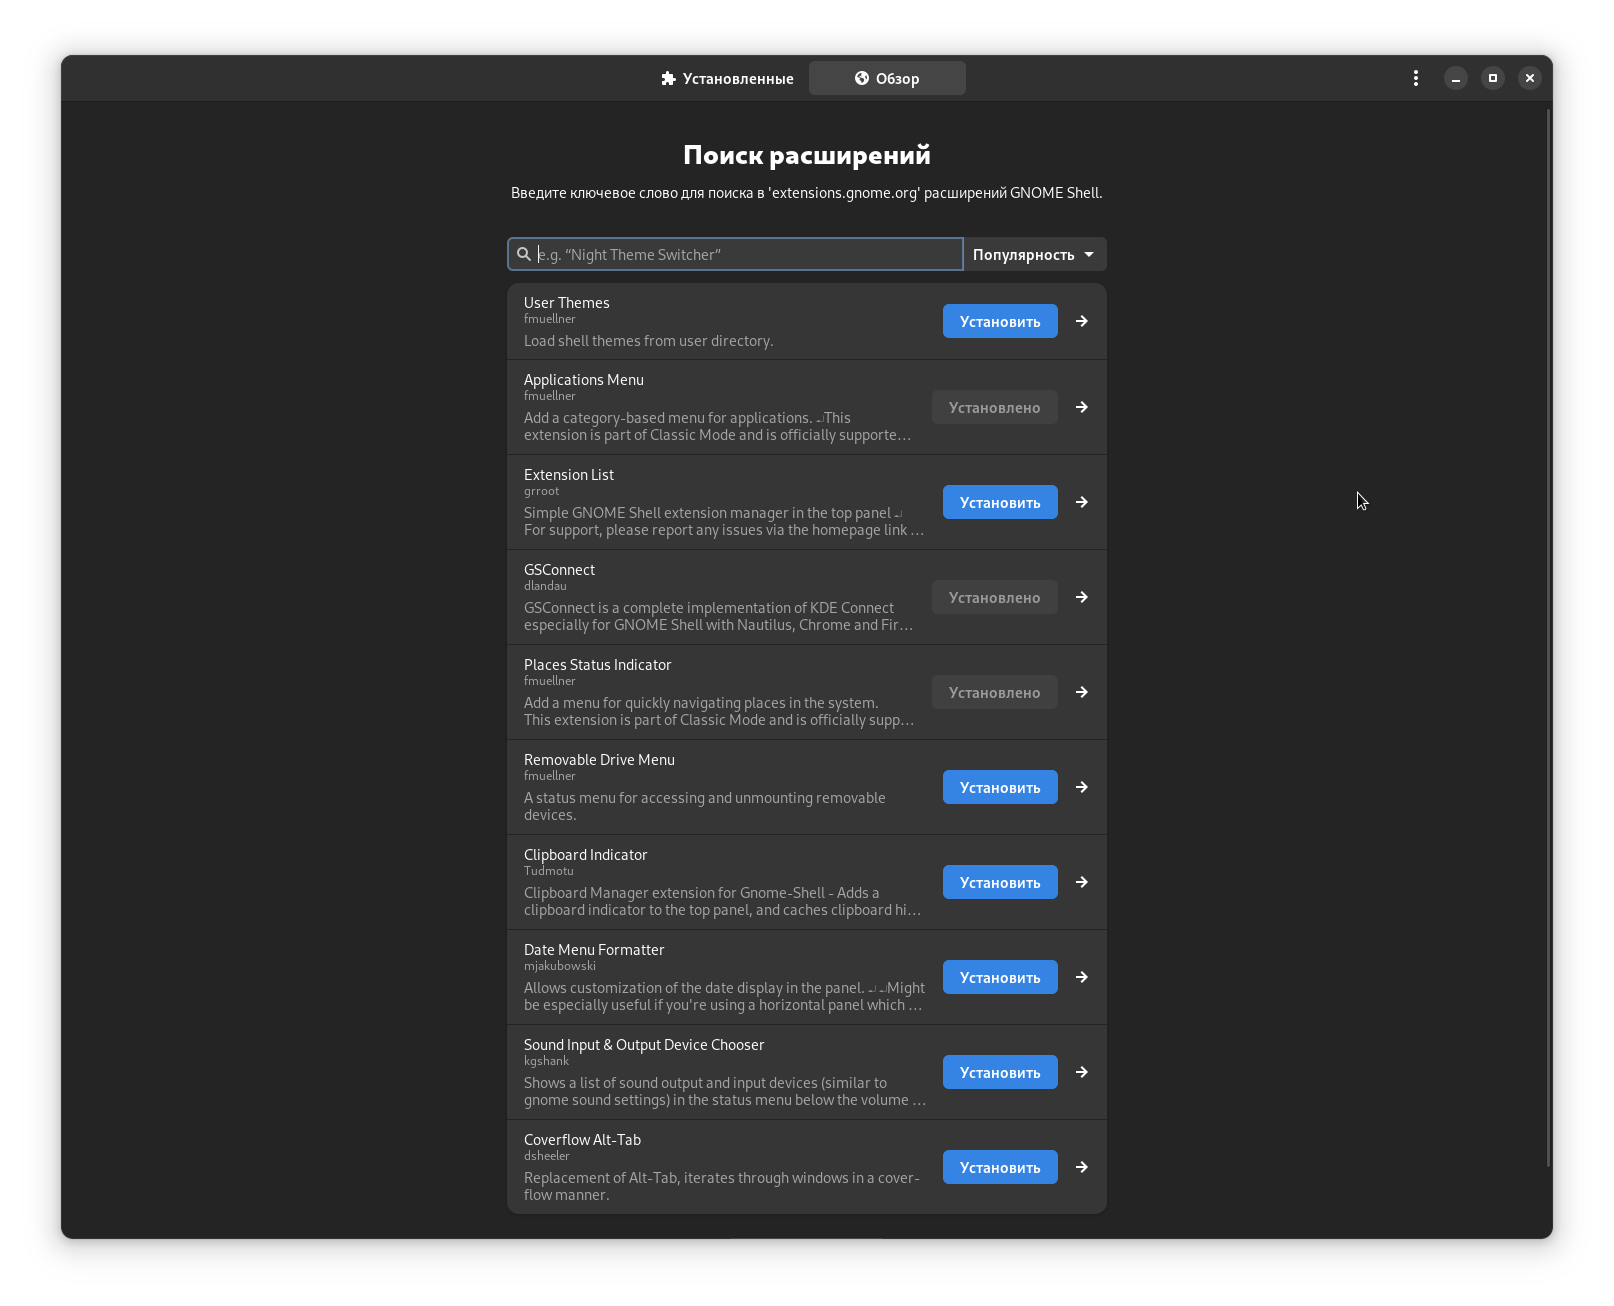 Установленные
Обзор
Поиск расширений
Введите ключевое слово для поиска в 'extensions.gnome.org' расширений GNOME Shell.
e.g. “Night Theme Switcher”
Популярность
User Themes
fmuellner
Load shell themes from user directory.
Установить
Applications Menu
fmuellner
Add a category-based menu for applications. This
extension is part of Classic Mode and is officially supporte…
Установлено
Extension List
grroot
Simple GNOME Shell extension manager in the top panel
For support, please report any issues via the homepage link …
Установить
GSConnect
dlandau
GSConnect is a complete implementation of KDE Connect
especially for GNOME Shell with Nautilus, Chrome and Fir…
Установлено
Places Status Indicator
fmuellner
Add a menu for quickly navigating places in the system.
This extension is part of Classic Mode and is officially supp…
Установлено
Removable Drive Menu
fmuellner
A status menu for accessing and unmounting removable
devices.
Установить
Clipboard Indicator
Tudmotu
Clipboard Manager extension for Gnome-Shell - Adds a
clipboard indicator to the top panel, and caches clipboard hi…
Установить
Date Menu Formatter
mjakubowski
Allows customization of the date display in the panel. Might
be especially useful if you're using a horizontal panel which …
Установить
Sound Input & Output Device Chooser
kgshank
Shows a list of sound output and input devices (similar to
gnome sound settings) in the status menu below the volume …
Установить
Coverflow Alt-Tab
dsheeler
Replacement of Alt-Tab, iterates through windows in a cover-
flow manner.
Установить